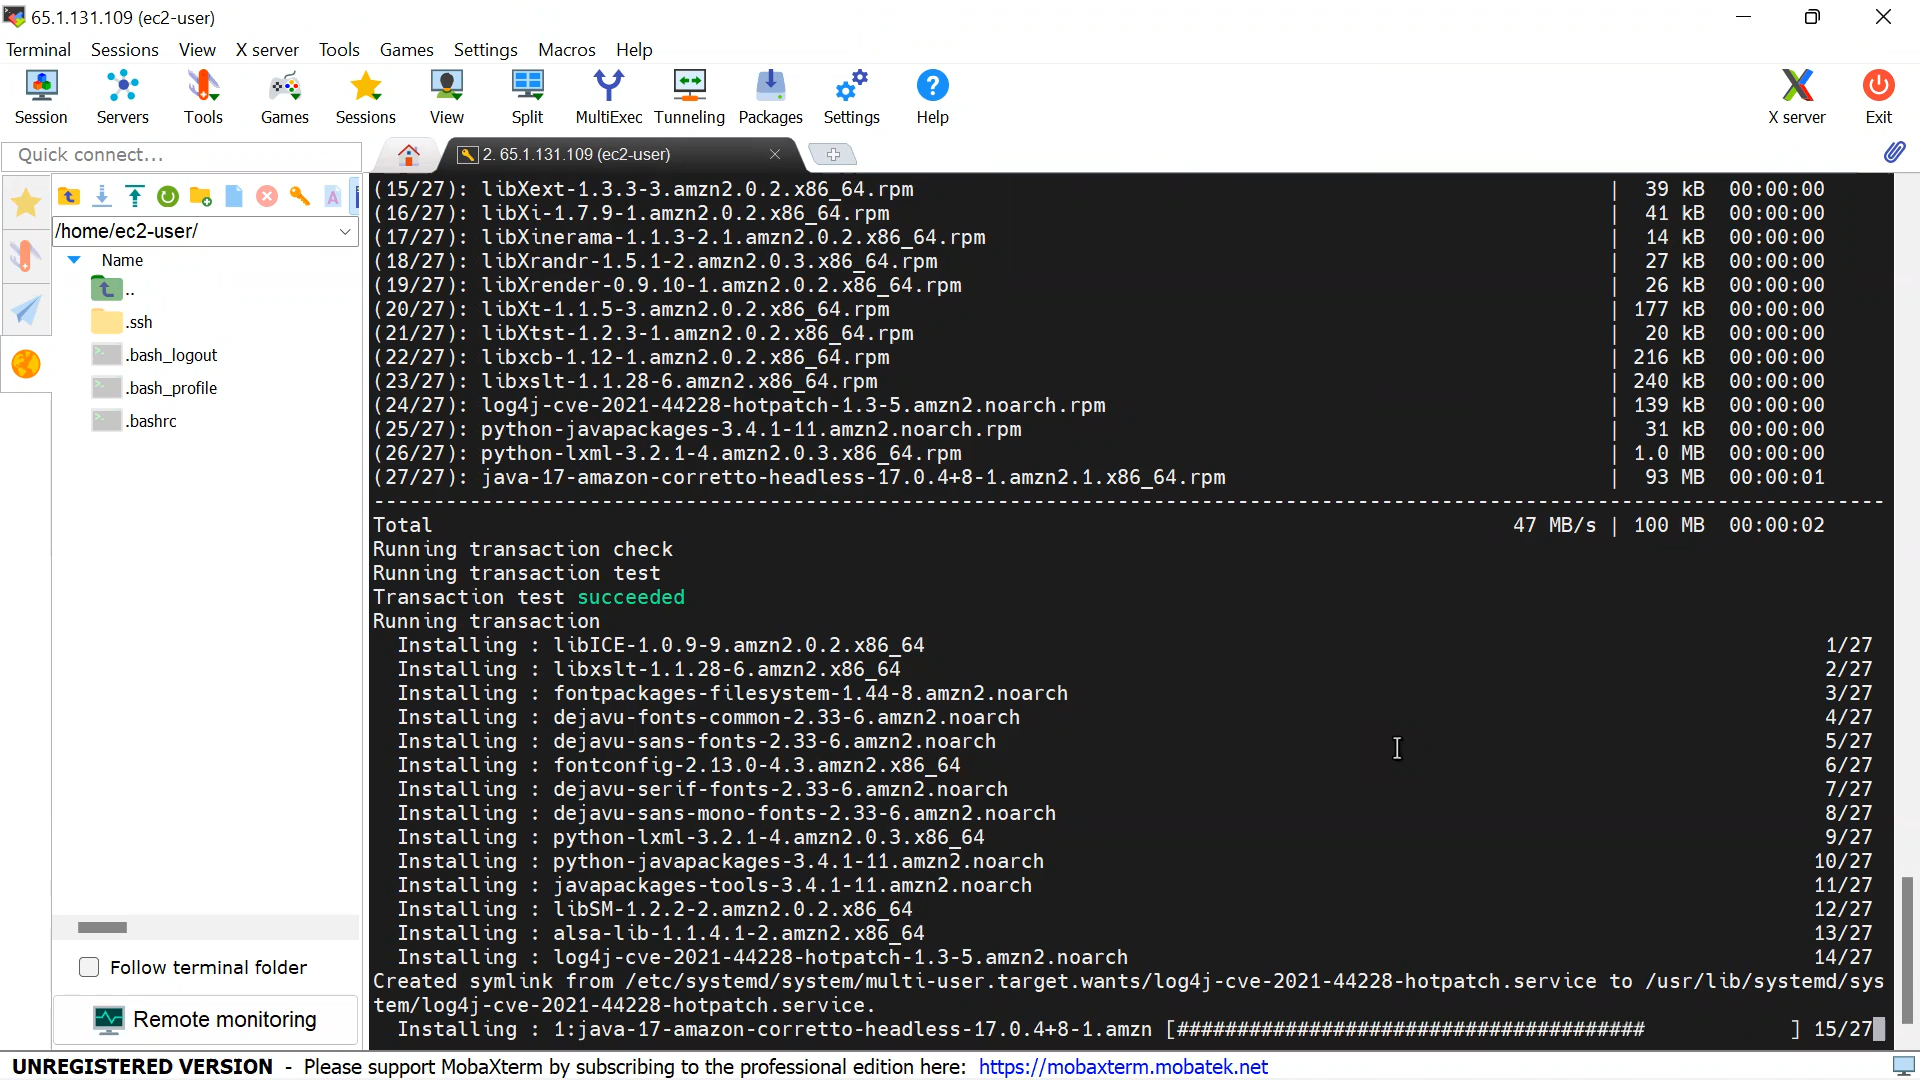 65.1.131.109 (ec2-user)
Terminal Sessions View X server Tools Games Settings Macros Help
Session Servers Tools Games Sessions View Split MultiExec Tunneling Packages Settings Help X server Exit
Quick connect...
2. 65.1.131.109 (ec2-user)
/home/ec2-user/
Name
..
.ssh
.bash_logout
.bash_profile
.bashrc
Follow terminal folder
Remote monitoring
(15/27): libXext-1.3.3-3.amzn2.0.2.x86_64.rpm | 39 kB 00:00:00
(16/27): libXi-1.7.9-1.amzn2.0.2.x86_64.rpm | 41 kB 00:00:00
(17/27): libXinerama-1.1.3-2.1.amzn2.0.2.x86_64.rpm | 14 kB 00:00:00
(18/27): libXrandr-1.5.1-2.amzn2.0.3.x86_64.rpm | 27 kB 00:00:00
(19/27): libXrender-0.9.10-1.amzn2.0.2.x86_64.rpm | 26 kB 00:00:00
(20/27): libXt-1.1.5-3.amzn2.0.2.x86_64.rpm | 177 kB 00:00:00
(21/27): libXtst-1.2.3-1.amzn2.0.2.x86_64.rpm | 20 kB 00:00:00
(22/27): libxcb-1.12-1.amzn2.0.2.x86_64.rpm | 216 kB 00:00:00
(23/27): libxslt-1.1.28-6.amzn2.x86_64.rpm | 240 kB 00:00:00
(24/27): log4j-cve-2021-44228-hotpatch-1.3-5.amzn2.noarch.rpm | 139 kB 00:00:00
(25/27): python-javapackages-3.4.1-11.amzn2.noarch.rpm | 31 kB 00:00:00
(26/27): python-lxml-3.2.1-4.amzn2.0.3.x86_64.rpm | 1.0 MB 00:00:00
(27/27): java-17-amazon-corretto-headless-17.0.4+8-1.amzn2.1.x86_64.rpm | 93 MB 00:00:01
--------------------------------------------------------------------------------------------------------------------------
Total 47 MB/s | 100 MB 00:00:02
Running transaction check
Running transaction test
Transaction test succeeded
Running transaction
Installing : libICE-1.0.9-9.amzn2.0.2.x86_64 1/27
Installing : libxslt-1.1.28-6.amzn2.x86_64 2/27
Installing : fontpackages-filesystem-1.44-8.amzn2.noarch 3/27
Installing : dejavu-fonts-common-2.33-6.amzn2.noarch 4/27
Installing : dejavu-sans-fonts-2.33-6.amzn2.noarch 5/27
Installing : fontconfig-2.13.0-4.3.amzn2.x86_64 6/27
Installing : dejavu-serif-fonts-2.33-6.amzn2.noarch 7/27
Installing : dejavu-sans-mono-fonts-2.33-6.amzn2.noarch 8/27
Installing : python-lxml-3.2.1-4.amzn2.0.3.x86_64 9/27
Installing : python-javapackages-3.4.1-11.amzn2.noarch 10/27
Installing : javapackages-tools-3.4.1-11.amzn2.noarch 11/27
Installing : libSM-1.2.2-2.amzn2.0.2.x86_64 12/27
Installing : alsa-lib-1.1.4.1-2.amzn2.x86_64 13/27
Installing : log4j-cve-2021-44228-hotpatch-1.3-5.amzn2.noarch 14/27
Created symlink from /etc/systemd/system/multi-user.target.wants/log4j-cve-2021-44228-hotpatch.service to /usr/lib/systemd/sys
tem/log4j-cve-2021-44228-hotpatch.service.
Installing : 1:java-17-amazon-corretto-headless-17.0.4+8-1.amzn [####################################### ] 15/27
UNREGISTERED VERSION - Please support MobaXterm by subscribing to the professional edition here: https://mobaxterm.mobatek.net